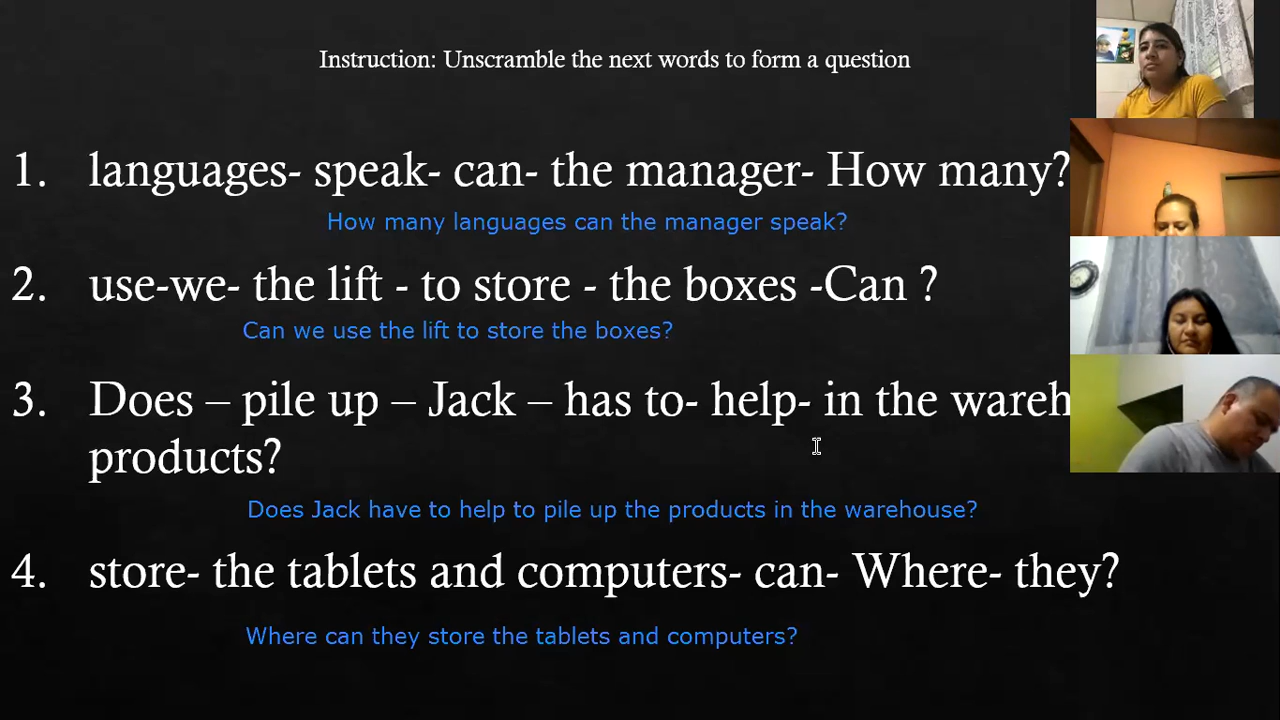 Instruction: Unscramble the next words to form a question
1. languages- speak- can- the manager- How many?
How many languages can the manager speak?
2. use-we- the lift - to store - the boxes -Can ?
Can we use the lift to store the boxes?
3. Does – pile up – Jack – has to- help- in the
products?
Does Jack have to help to pile up the products in the warehouse?
4. store- the tablets and computers- can- Where- they?
Where can they store the tablets and computers?